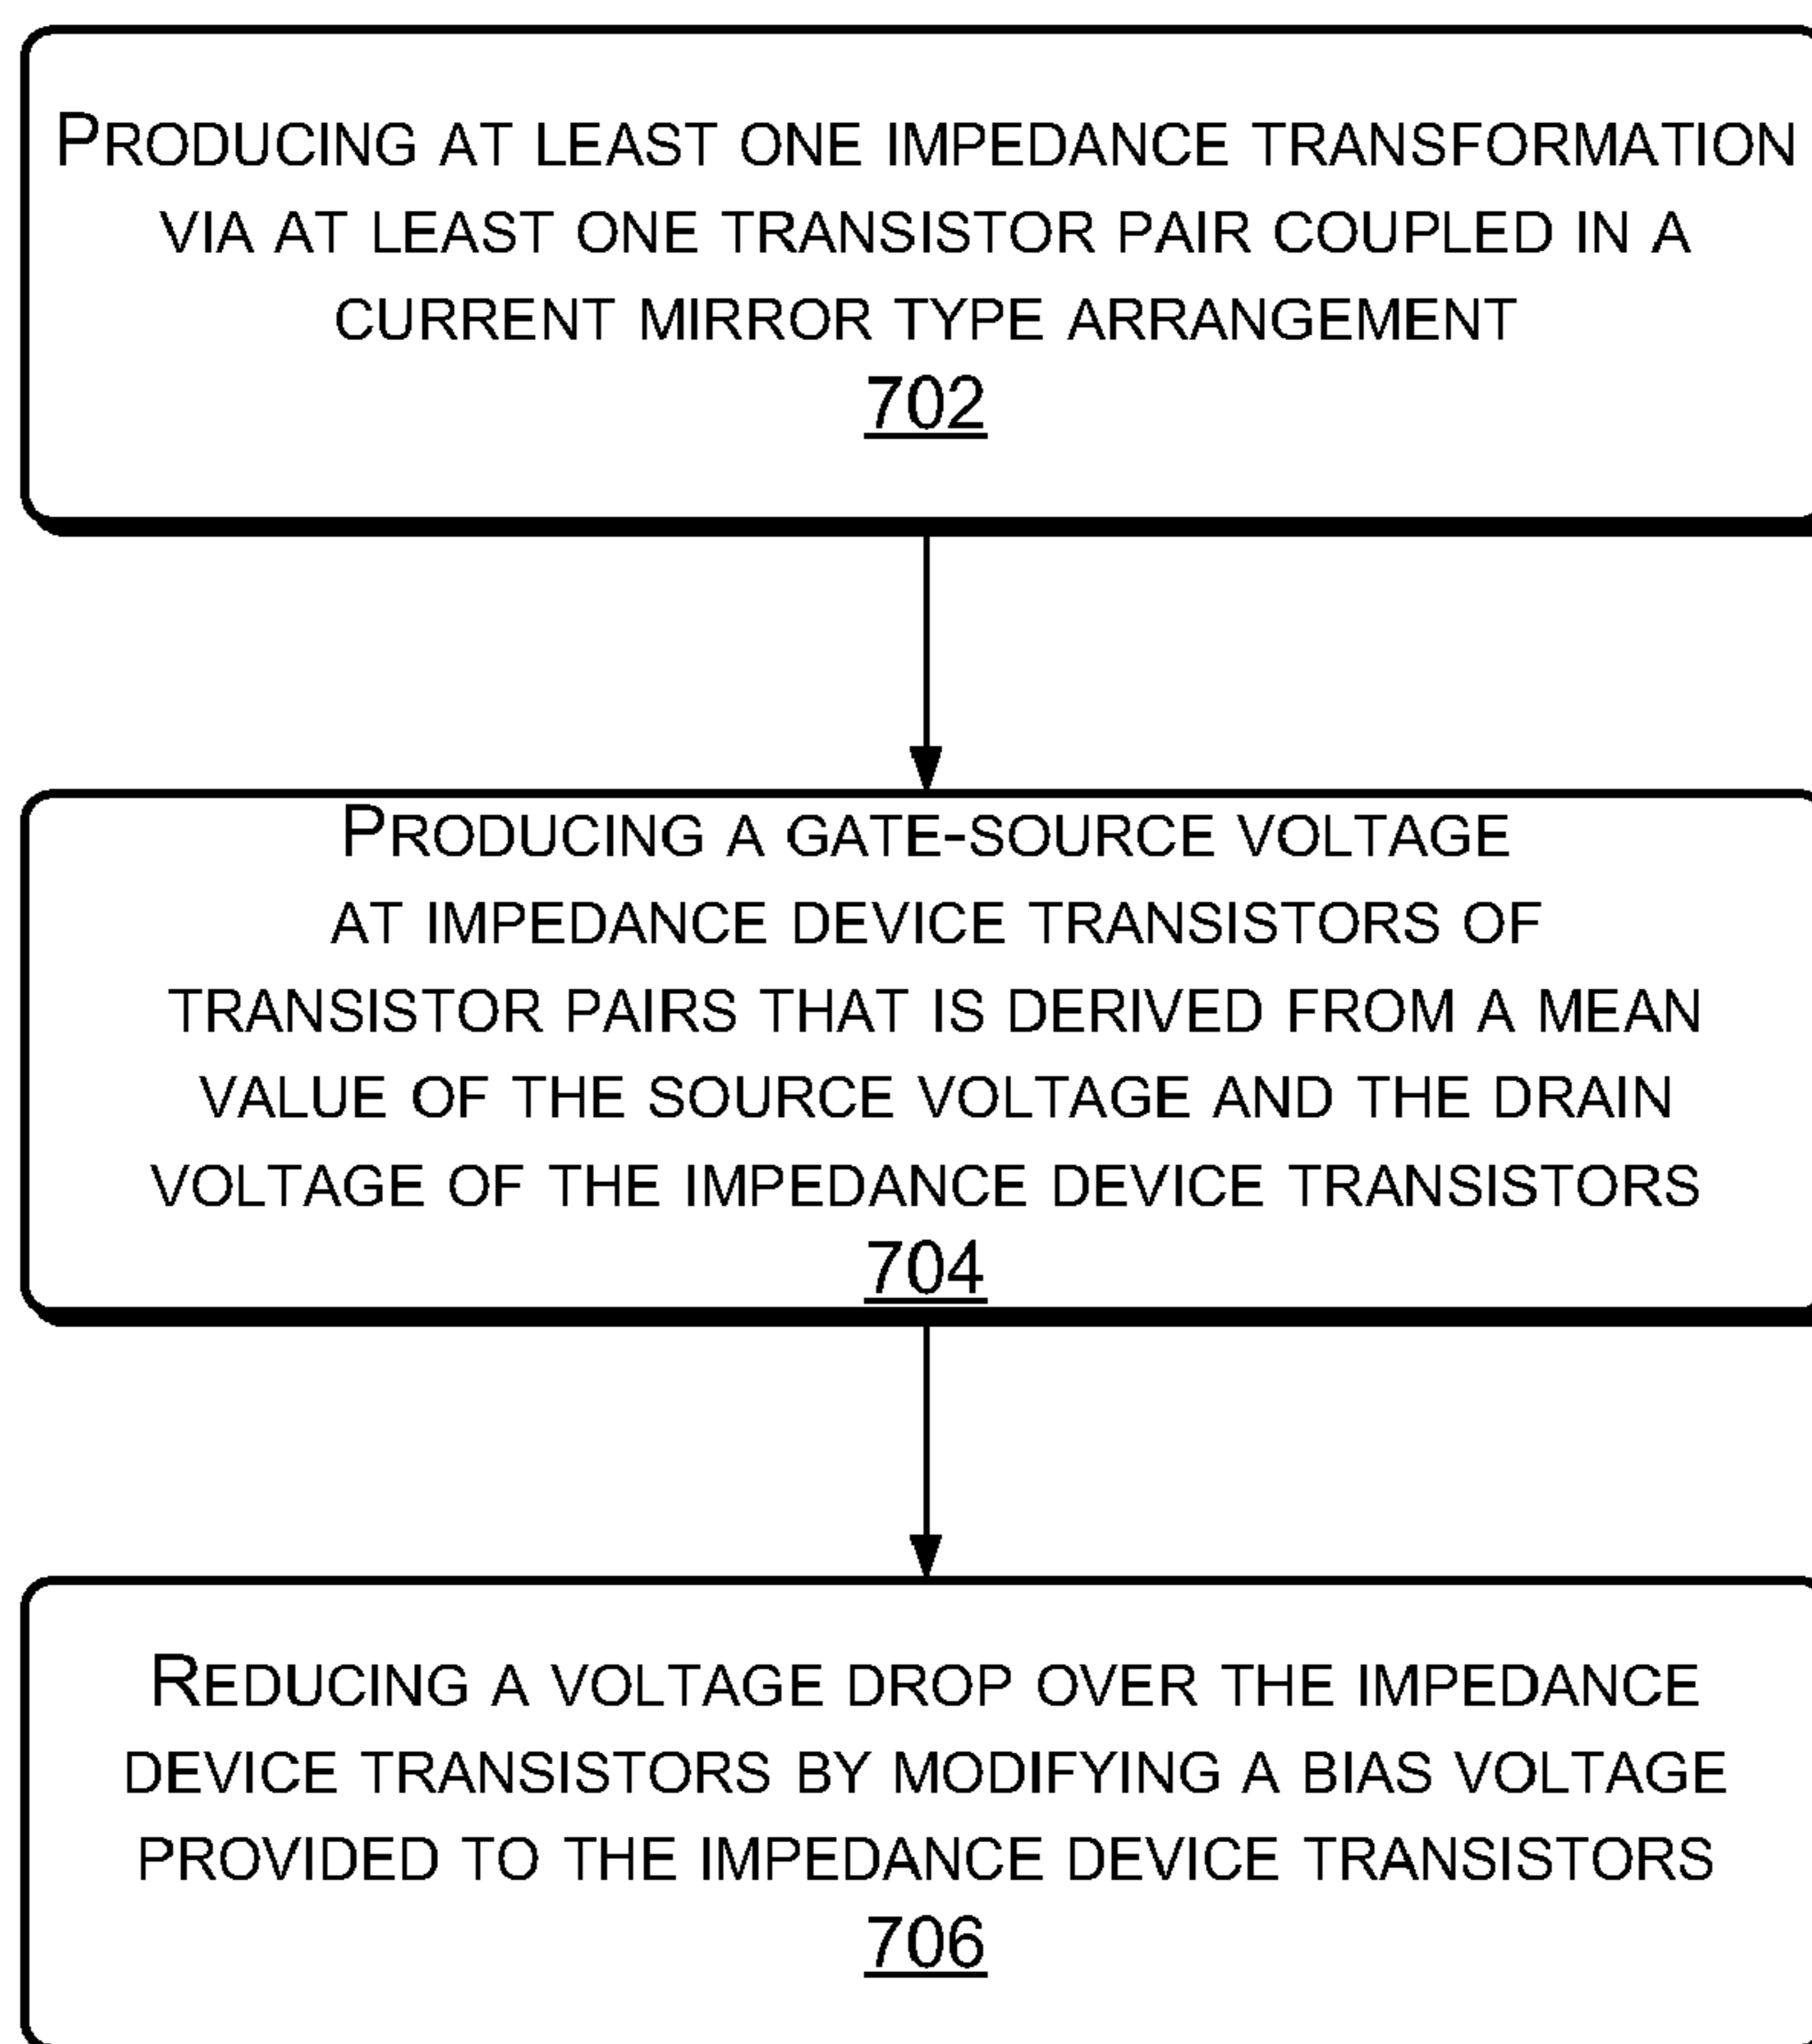 PRODUCING AT LEAST ONE IMPEDANCE TRANSFORMATION
VIA AT LEAST ONE TRANSISTOR PAIR COUPLED IN A
CURRENT MIRROR TYPE ARRANGEMENT
702
PRODUCING A GATE-SOURCE VOLTAGE
AT IMPEDANCE DEVICE TRANSISTORS OF
TRANSISTOR PAIRS THAT IS DERIVED FROM A MEAN
VALUE OF THE SOURCE VOLTAGE AND THE DRAIN
VOLTAGE OF THE IMPEDANCE DEVICE TRANSISTORS
704
REDUCING A VOLTAGE DROP OVER THE IMPEDANCE
DEVICE TRANSISTORS BY MODIFYING A BIAS VOLTAGE
PROVIDED TO THE IMPEDANCE DEVICE TRANSISTORS
706